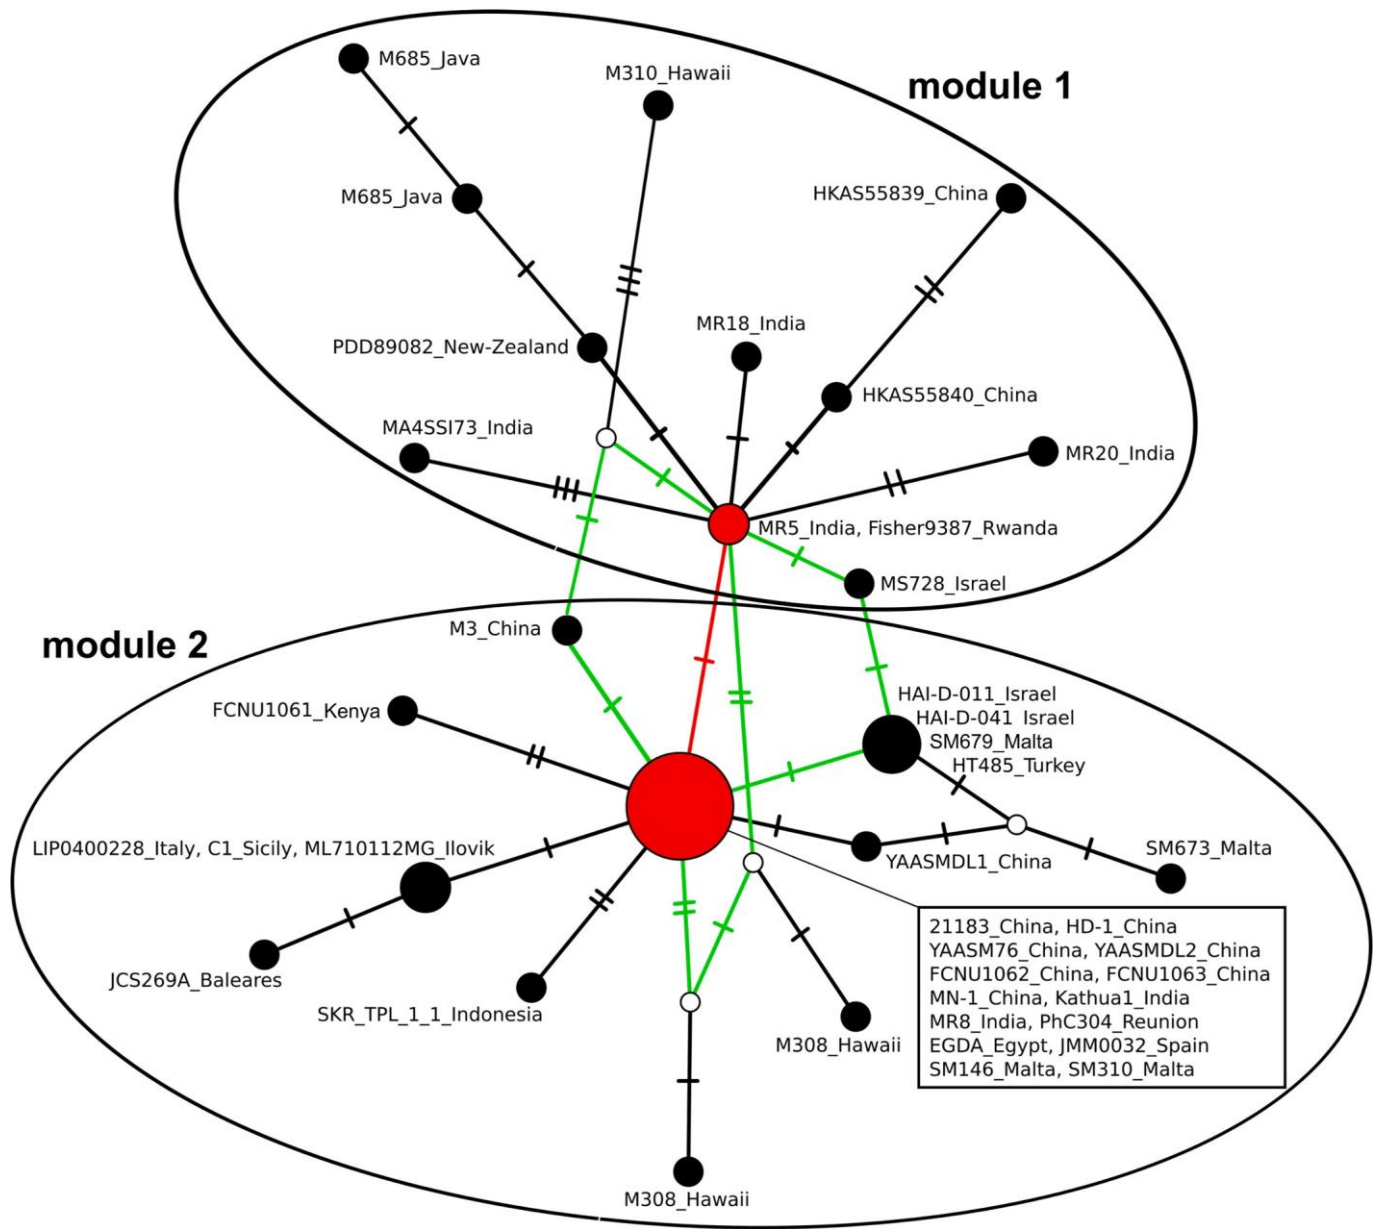 M685_Java
M310_Hawaii
module 1
M685_Java
HKAS55839_China
MR18_India
PDD89082_New-Zealand
HKAS55840_China
MA4SSI73_India
MR20_India
MR5_India, Fisher9387_Rwanda
MS728_Israel
M3_China
module 2
HAI-D-011_Israel
FCNU1061_Kenya
HAI-D-041 Israel
SM679_Malta
HT485_Turkey
LIP0400228_Italy, C1_Sicily, ML710112MG_Ilovik
SM673_Malta
YAASMDL1_China
21183_China, HD-1_China
YAASM76_China, YAASMDL2_China
FCNU1062_China, FCNU1063_China
MN-1_China, Kathua1_India
MR8_India, PhC304_Reunion
EGDA_Egypt, JMM0032_Spain
SM146_Malta, SM310_Malta
JCS269A_Baleares
SKR_TPL_1_1_Indonesia
M308_Hawaii
M308_Hawaii